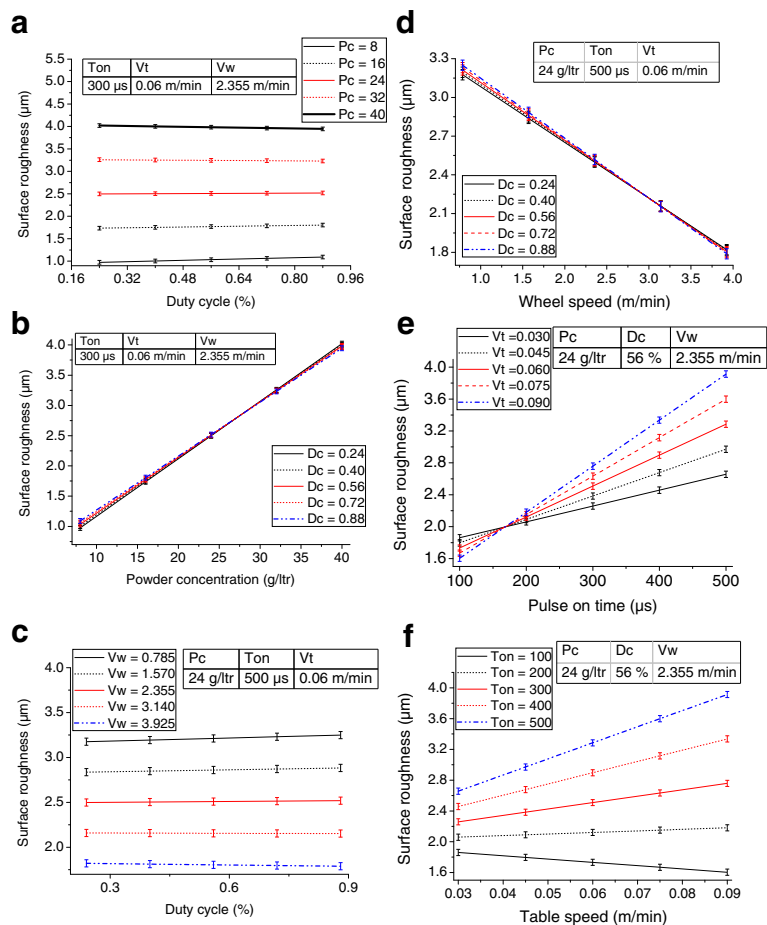 a
Pc = 8
Pc = 16
Pc = 24
Pc = 32
Pc = 40
Ton Vt Vw
300 µs 0.06 m/min 2.355 m/min
5.5
5.0
4.5
4.0
3.5
3.0
2.5
2.0
1.5
1.0
Surface roughness (µm)
0.16 0.32 0.48 0.64 0.80 0.96
Duty cycle (%)
b
Ton Vt Vw
300 µs 0.06 m/min 2.355 m/min
4.0
3.5
3.0
2.5
2.0
1.5
1.0
Surface roughness (µm)
Dc = 0.24
Dc = 0.40
Dc = 0.56
Dc = 0.72
Dc = 0.88
10 15 20 25 30 35 40
Powder concentration (g/ltr)
c
Vw = 0.785
Vw = 1.570
Vw = 2.355
Vw = 3.140
Vw = 3.925
Pc Ton Vt
24 g/ltr 500 µs 0.06 m/min
4.0
3.5
3.0
2.5
2.0
Surface roughness (µm)
0.3 0.6 0.9
Duty cycle (%)
d
Pc Ton Vt
24 g/ltr 500 µs 0.06 m/min
3.3
3.0
2.7
2.4
2.1
1.8
Surface roughness (µm)
Dc = 0.24
Dc = 0.40
Dc = 0.56
Dc = 0.72
Dc = 0.88
1.0 1.5 2.0 2.5 3.0 3.5 4.0
Wheel speed (m/min)
e
Vt =0.030
Vt =0.045
Vt =0.060
Vt =0.075
Vt =0.090
Pc Dc Vw
24 g/ltr 56 % 2.355 m/min
4.0
3.6
3.2
2.8
2.4
2.0
1.6
Surface roughness (µm)
100 200 300 400 500
Pulse on time (µs)
f
Ton = 100
Ton = 200
Ton = 300
Ton = 400
Ton = 500
Pc Dc Vw
24 g/ltr 56 % 2.355 m/min
4.0
3.6
3.2
2.8
2.4
2.0
1.6
Surface roughness (µm)
0.03 0.04 0.05 0.06 0.07 0.08 0.09
Table speed (m/min)